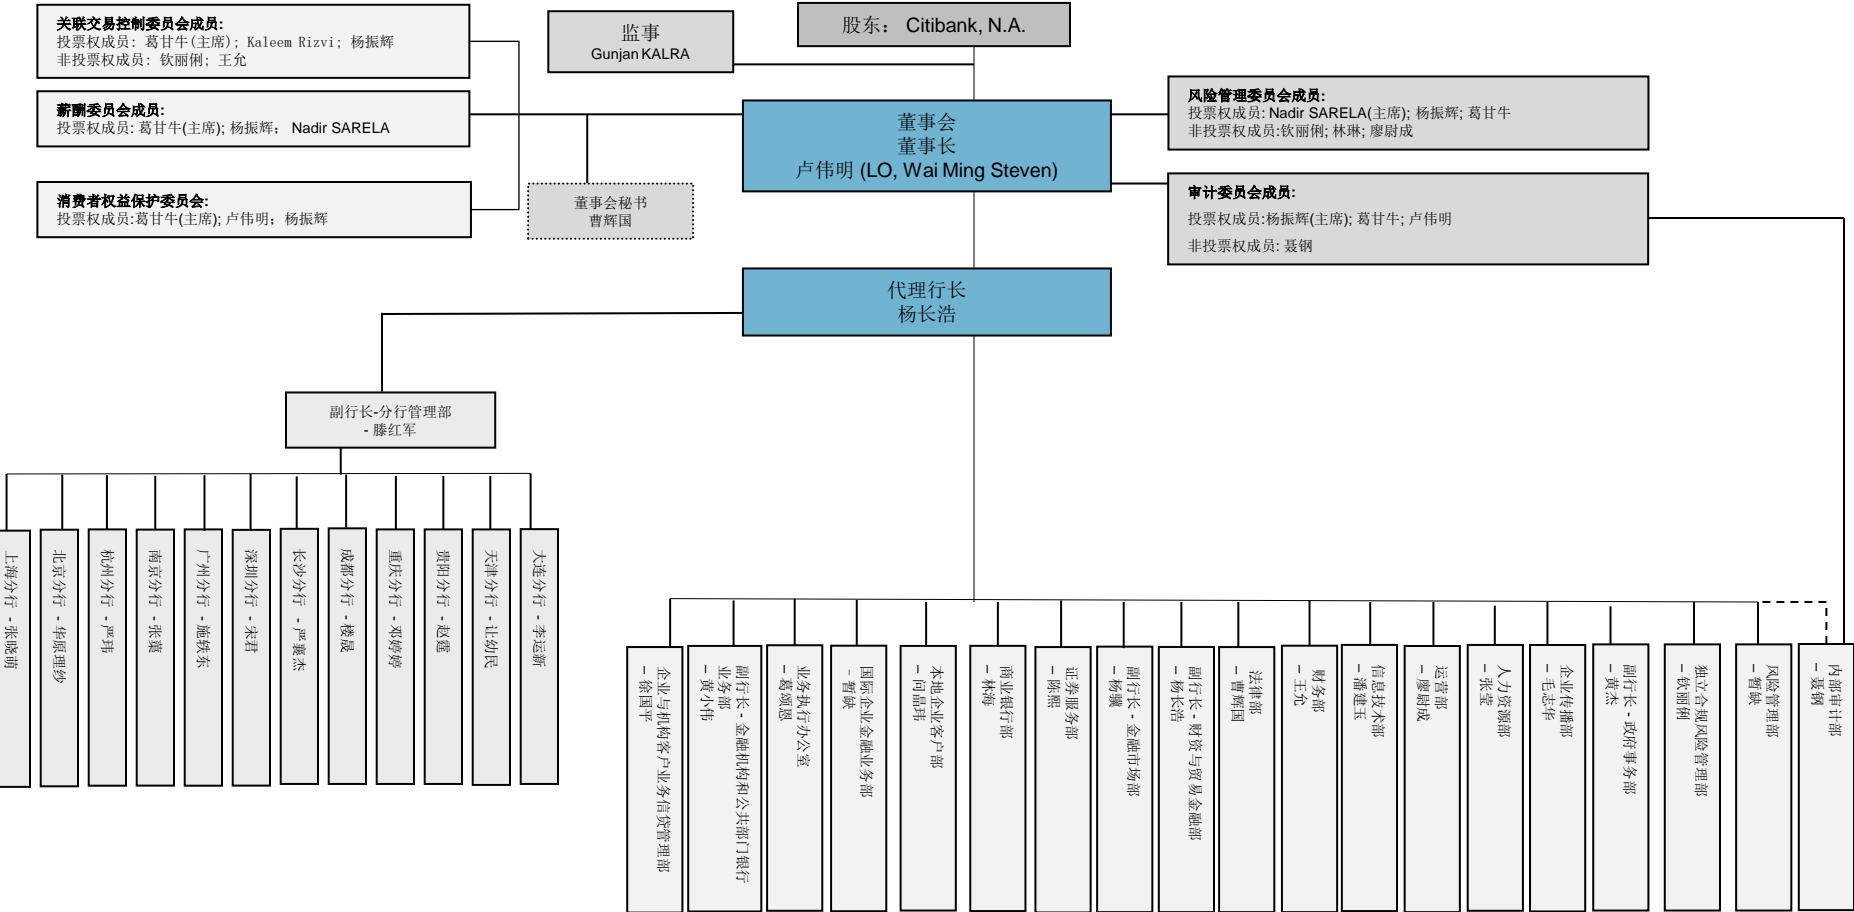 关联交易控制委员会成员:
投票权成员: 葛甘牛(主席); Kaleem Rizvi; 杨振辉
非投票权成员: 钦丽俐; 王允
薪酬委员会成员:
投票权成员: 葛甘牛(主席); 杨振辉; Nadir SARELA
消费者权益保护委员会:
投票权成员:葛甘牛(主席); 卢伟明; 杨振辉
监事
Gunjan KALRA
股东: Citibank, N.A.
董事会
董事长
卢伟明 (LO, Wai Ming Steven)
董事会秘书
曹辉国
风险管理委员会成员:
投票权成员: Nadir SARELA(主席); 杨振辉; 葛甘牛
非投票权成员:钦丽俐; 林琳; 廖尉成
审计委员会成员:
投票权成员:杨振辉(主席); 葛甘牛; 卢伟明
非投票权成员: 聂钢
代理行长
杨长浩
副行长-分行管理部
- 滕红军
上海分行 - 张晓萌
北京分行 - 华原理纱
杭州分行 - 严玮
南京分行 - 张薰
广州分行 - 施轶东
深圳分行 - 宋君
长沙分行 - 严襄杰
成都分行 - 楼晟
重庆分行 - 邓婷婷
贵阳分行 - 赵霆
天津分行 - 让幼民
大连分行 - 李运新
企业与机构客户业务信贷管理部
– 徐国平
副行长 - 金融机构和公共部门银行
业务部
– 黄小伟
业务执行办公室
– 葛颂恩
国际企业金融业务部
- 暂缺
本地企业客户部
– 问晶玮
商业银行部
– 林海
证券服务部
– 陈熙
副行长 - 金融市场部
– 杨骥
副行长 - 财资与贸易金融部
– 杨长浩
法律部
– 曹辉国
财务部
– 王允
信息技术部
– 潘建玉
运营部
– 廖尉成
人力资源部
– 张莹
企业传播部
– 毛志华
副行长 - 政府事务部
– 黄杰
独立合规风险管理部
– 钦丽俐
风险管理部
– 暂缺
内部审计部
– 聂钢